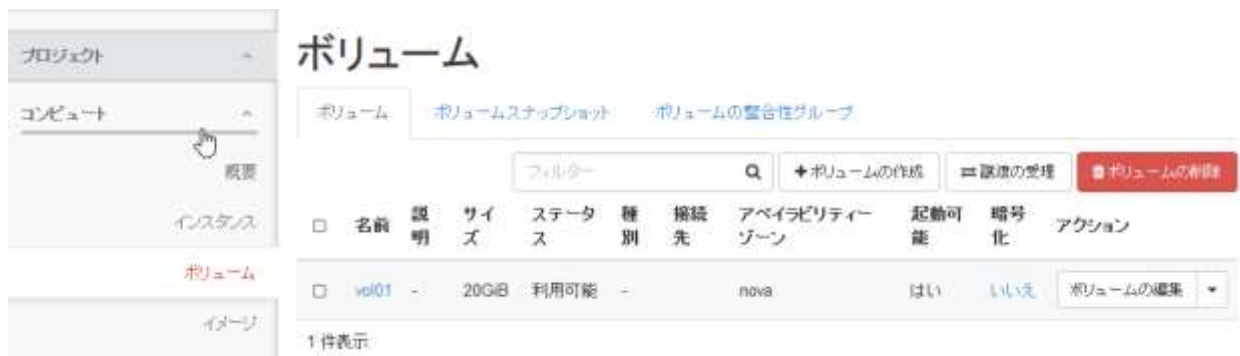 プロジェクト
コンピュート
概要
インスタンス
ボリューム
イメージ
ボリューム
ボリューム ボリュームスナップショット ボリュームの整合性グループ
フィルター +ボリュームの作成 譲渡の受理 ボリュームの削除
名前 説明 サイズ ステータス 種別 接続先 アベイラビリティーゾーン 起動可能 暗号化 アクション
vol01 - 20GiB 利用可能 - nova はい いいえ ボリュームの編集
1 件表示